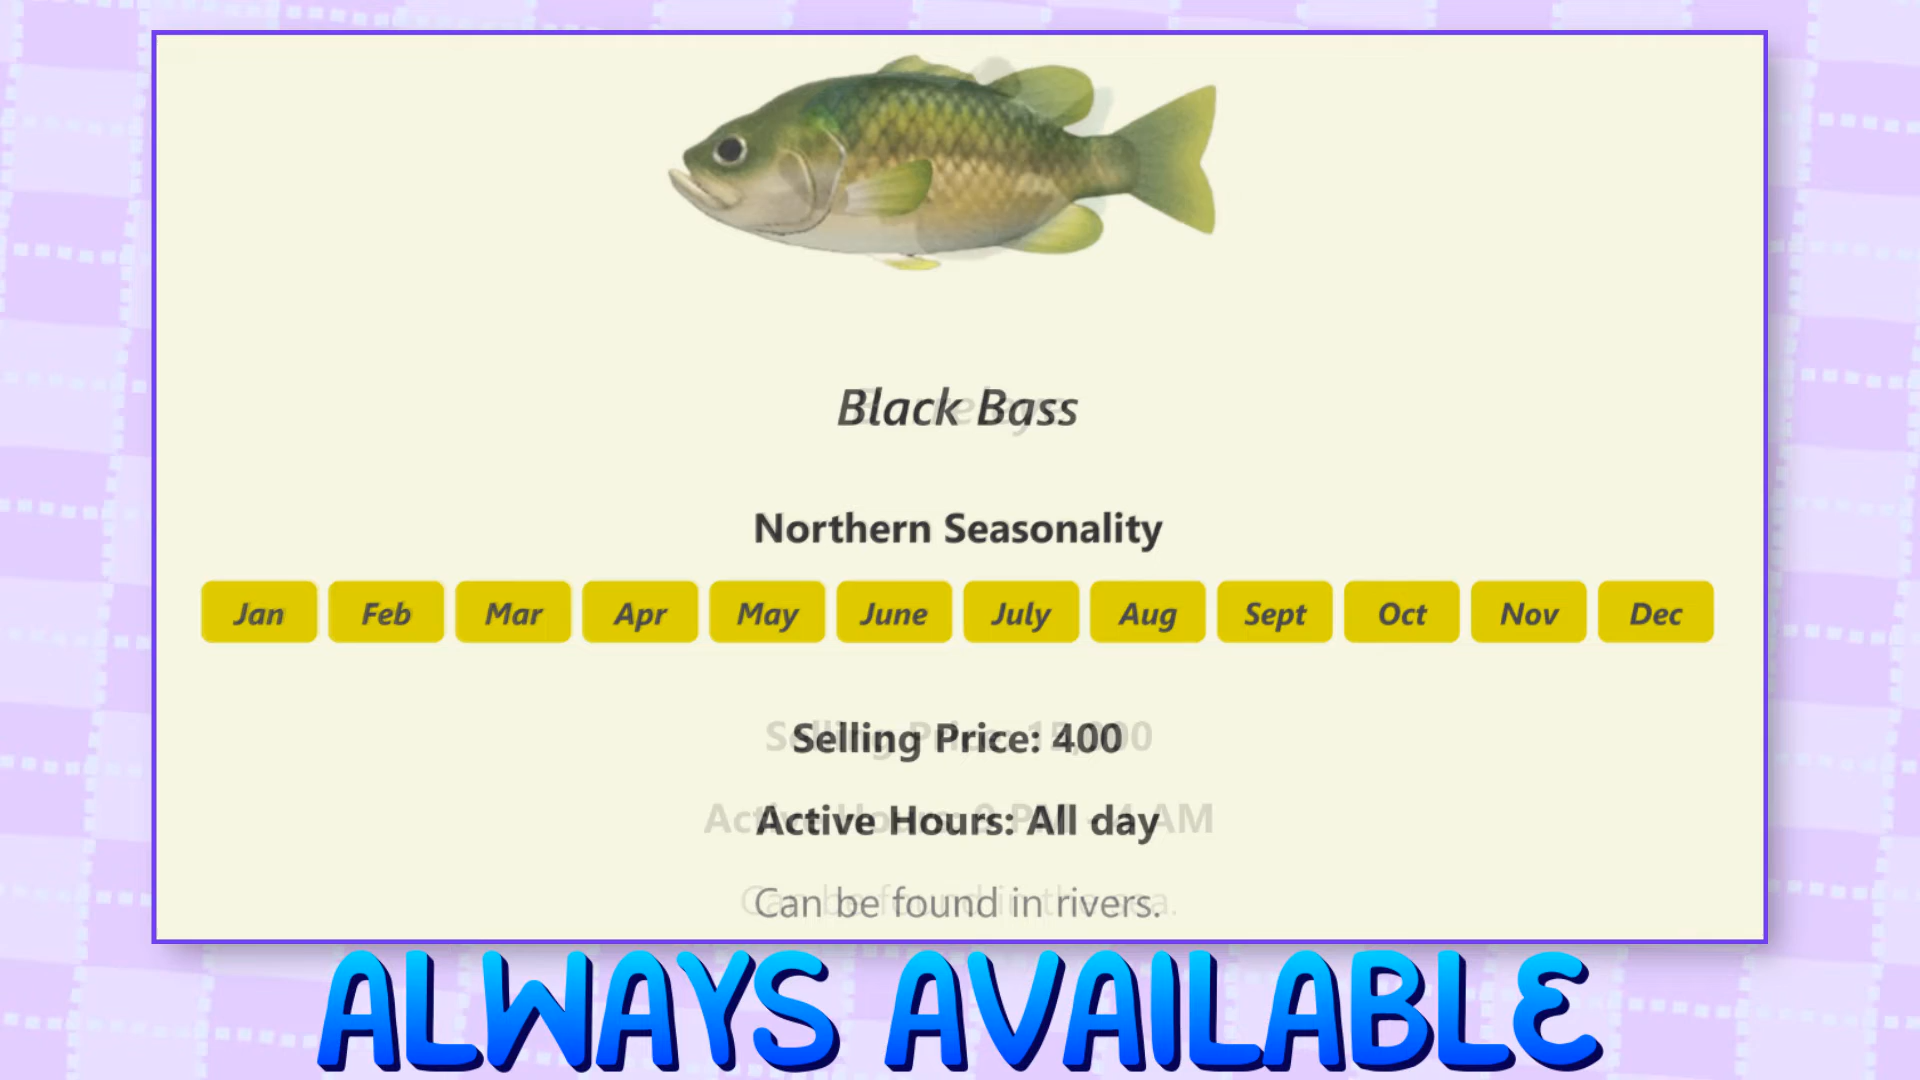 Black Bass
Northern Seasonality
Jan Feb Mar Apr May June July Aug Sept Oct Nov Dec
Selling Price: 400
Active Hours: All day
Can be found in rivers.
ALWAYS AVAILABLE